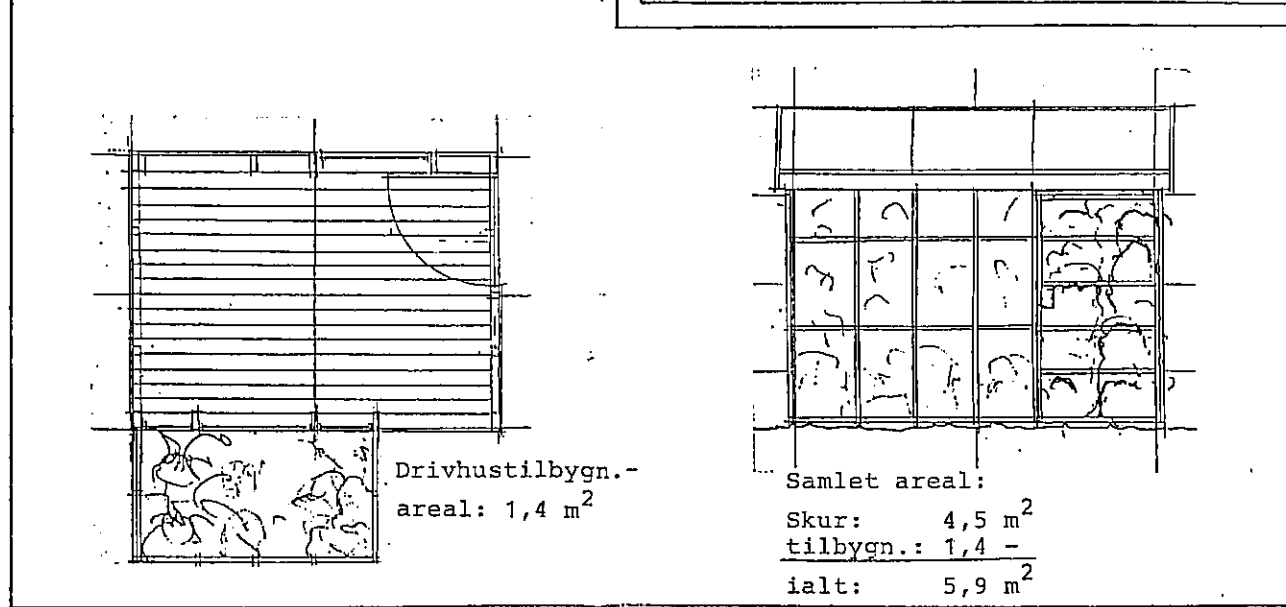 Drivhustilbygn.-
areal: 1,4 m²
Samlet areal:
Skur: 4,5 m²
tilbygn.: 1,4 -
ialt: 5,9 m²